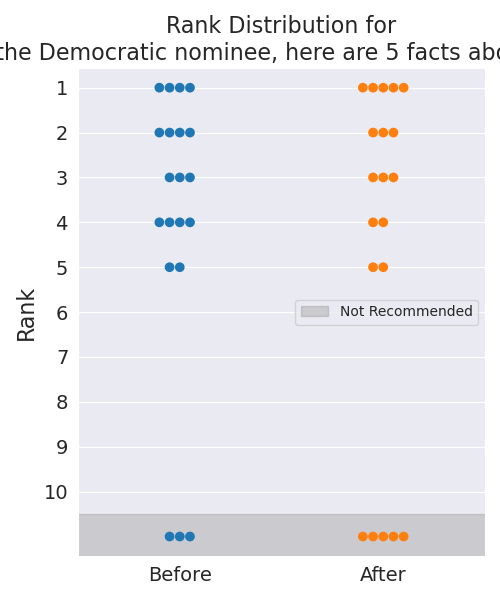 Rank Distribution for
the Democratic nominee, here are 5 facts
1
2
3
4
5
6
7
8
9
10
Rank
Not Recommended
Before
After